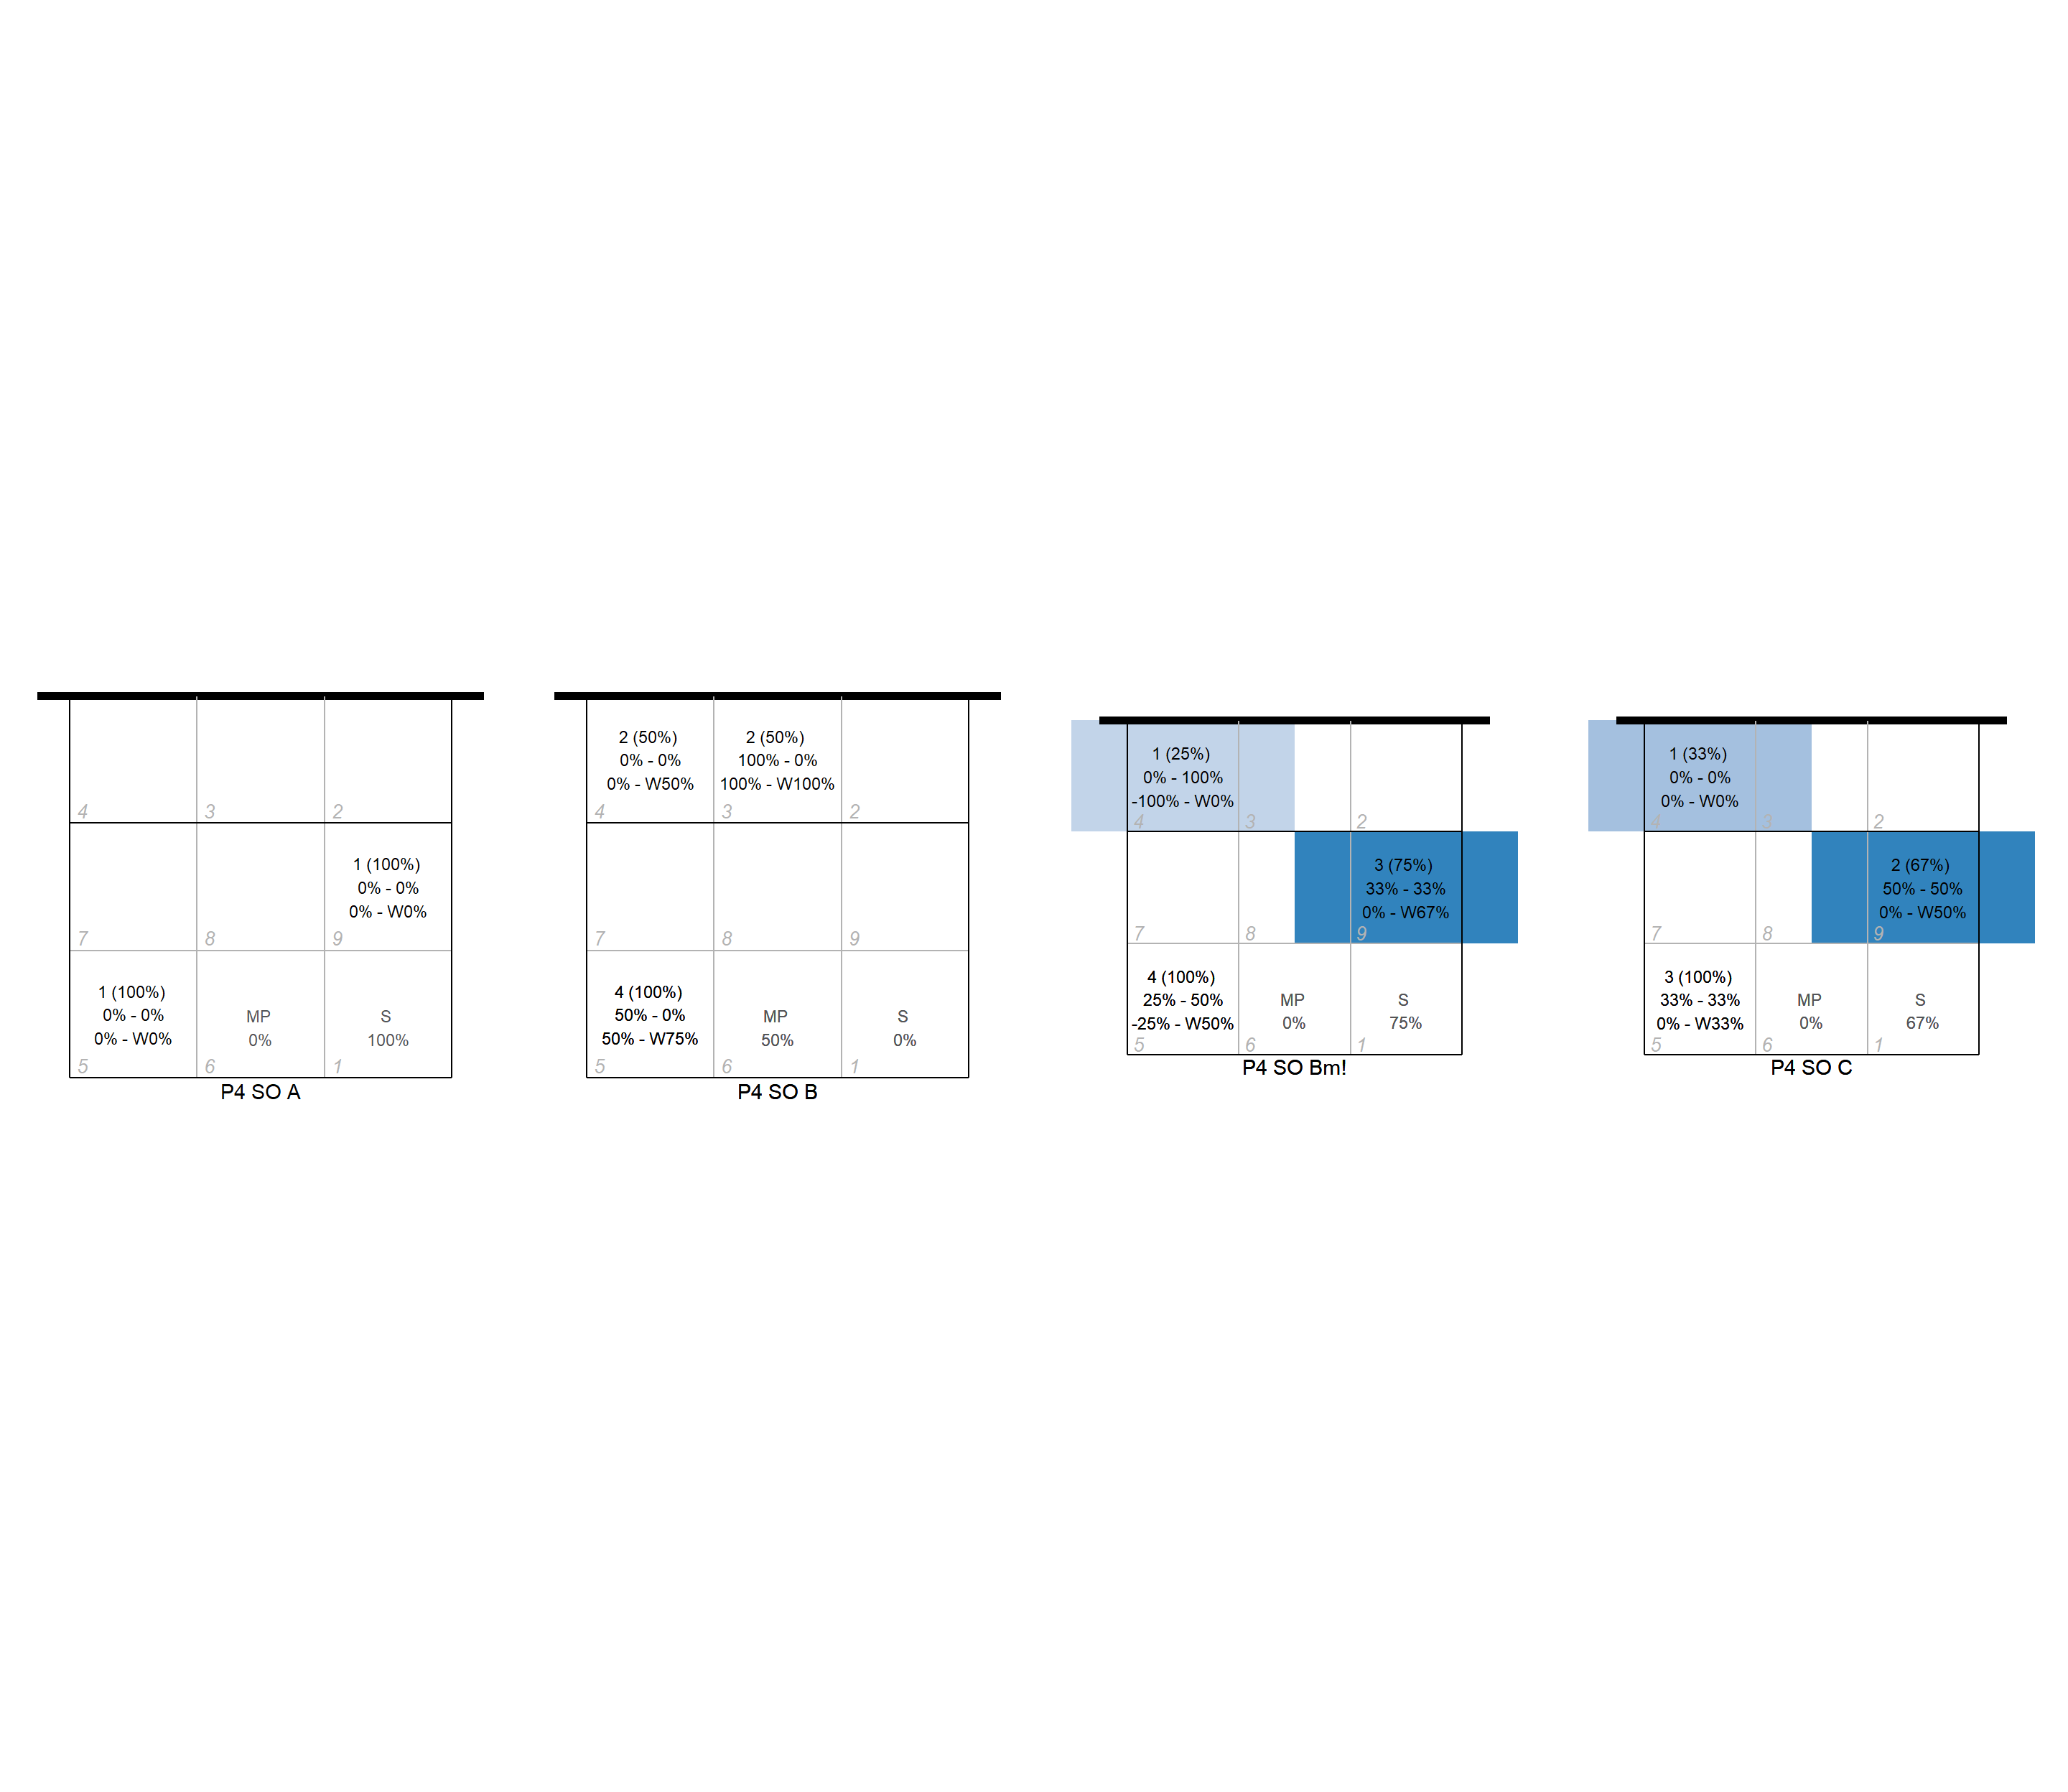 4
3
2
1 (100%)
0% - 0%
0% - W0%
7
8
9
1 (100%)
0% - 0%
0% - W0%
MP
0%
S
100%
5
6
1
P4 SO A
2 (50%)
0% - 0%
0% - W50%
2 (50%)
100% - 0%
100% - W100%
4
3
2
7
8
9
4 (100%)
50% - 0%
50% - W75%
MP
50%
S
0%
5
6
1
P4 SO B
1 (25%)
0% - 100%
-100% - W0%
4
3
2
3 (75%)
33% - 33%
0% - W67%
7
8
9
4 (100%)
25% - 50%
-25% - W50%
MP
0%
S
75%
5
6
1
P4 SO Bm!
1 (33%)
0% - 0%
0% - W0%
4
3
2
2 (67%)
50% - 50%
0% - W50%
7
8
9
3 (100%)
33% - 33%
0% - W33%
MP
0%
S
67%
5
6
1
P4 SO C